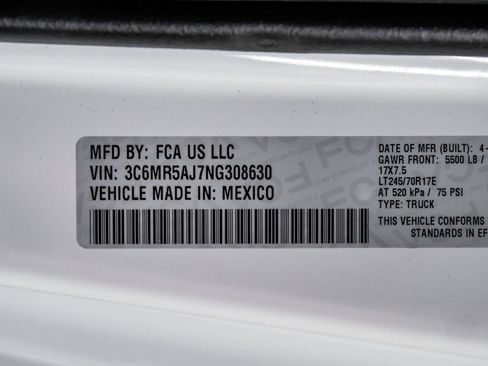 MFD BY: FCA US LLC
VIN: 3C6MR5AJ7NG308630
VEHICLE MADE IN: MEXICO
DATE OF MFR (BUILT) 4-
GAWR FRONT: 5500 LB /
17X7.5
LT245/70R17E
AT 520 kPa / 75 PSI
TYPE: TRUCK
THIS VEHICLE CONFORMS
STANDARDS IN EF